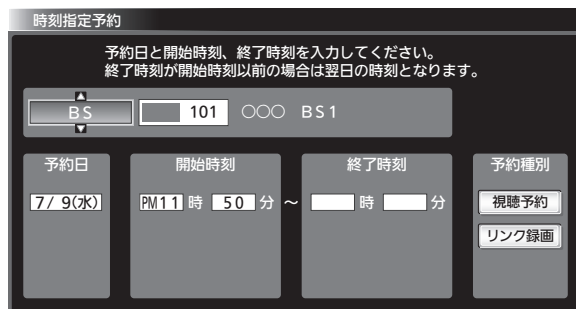 時刻指定予約
予約日と開始時刻、終了時刻を入力してください。
終了時刻が開始時刻以前の場合は翌日の時刻となります。
BS 101 ○○○ BS1
予約日 開始時刻 終了時刻 予約種別
7/ 9(水) PM11 時 50 分 ~ 時 分 視聴予約
リンク録画